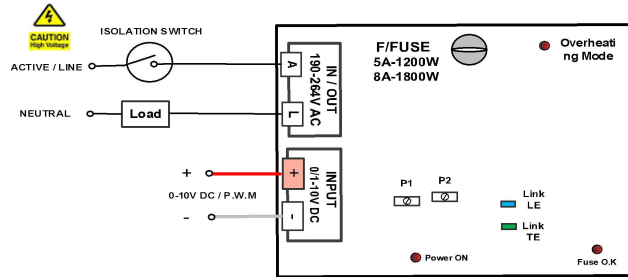 CAUTION
High Voltage
ISOLATION SWITCH
ACTIVE / LINE
A
NEUTRAL
Load
L
IN / OUT
190-264V AC
F/FUSE
5A-1200W
8A-1800W
Overheati
ng Mode
+
0-10V DC / P.W.M
-
+
-
INPUT
0/1-10V DC
P1
P2
Link
LE
Link
TE
Power ON
Fuse O.K